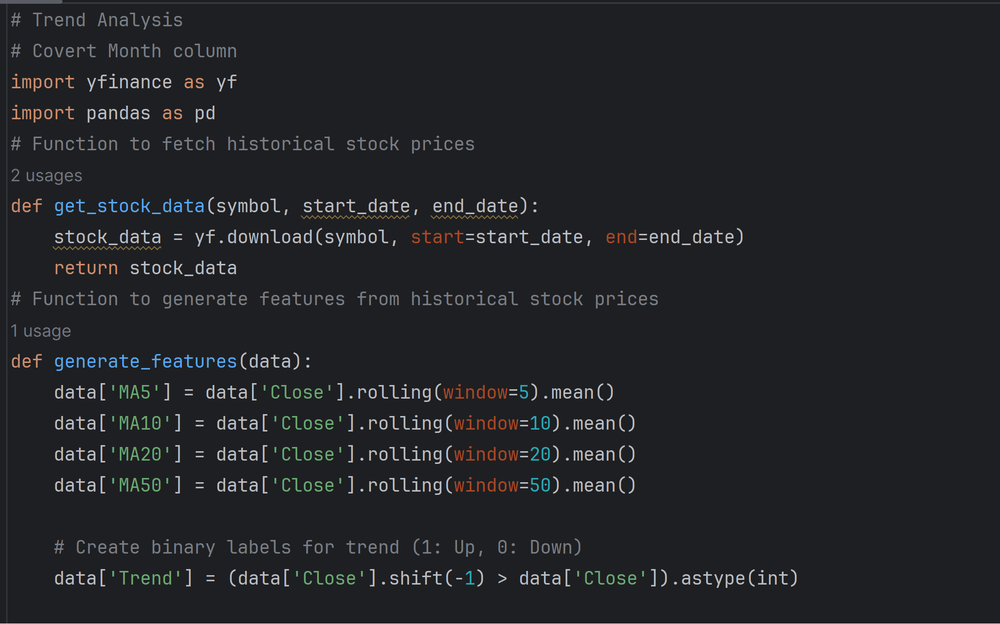 # Trend Analysis
# Covert Month column
import yfinance as yf
import pandas as pd
# Function to fetch historical stock prices
2 usages
def get_stock_data(symbol, start_date, end_date):
    stock_data = yf.download(symbol, start=start_date, end=end_date)
    return stock_data
# Function to generate features from historical stock prices
1 usage
def generate_features(data):
    data['MA5'] = data['Close'].rolling(window=5).mean()
    data['MA10'] = data['Close'].rolling(window=10).mean()
    data['MA20'] = data['Close'].rolling(window=20).mean()
    data['MA50'] = data['Close'].rolling(window=50).mean()
    # Create binary labels for trend (1: Up, 0: Down)
    data['Trend'] = (data['Close'].shift(-1) > data['Close']).astype(int)